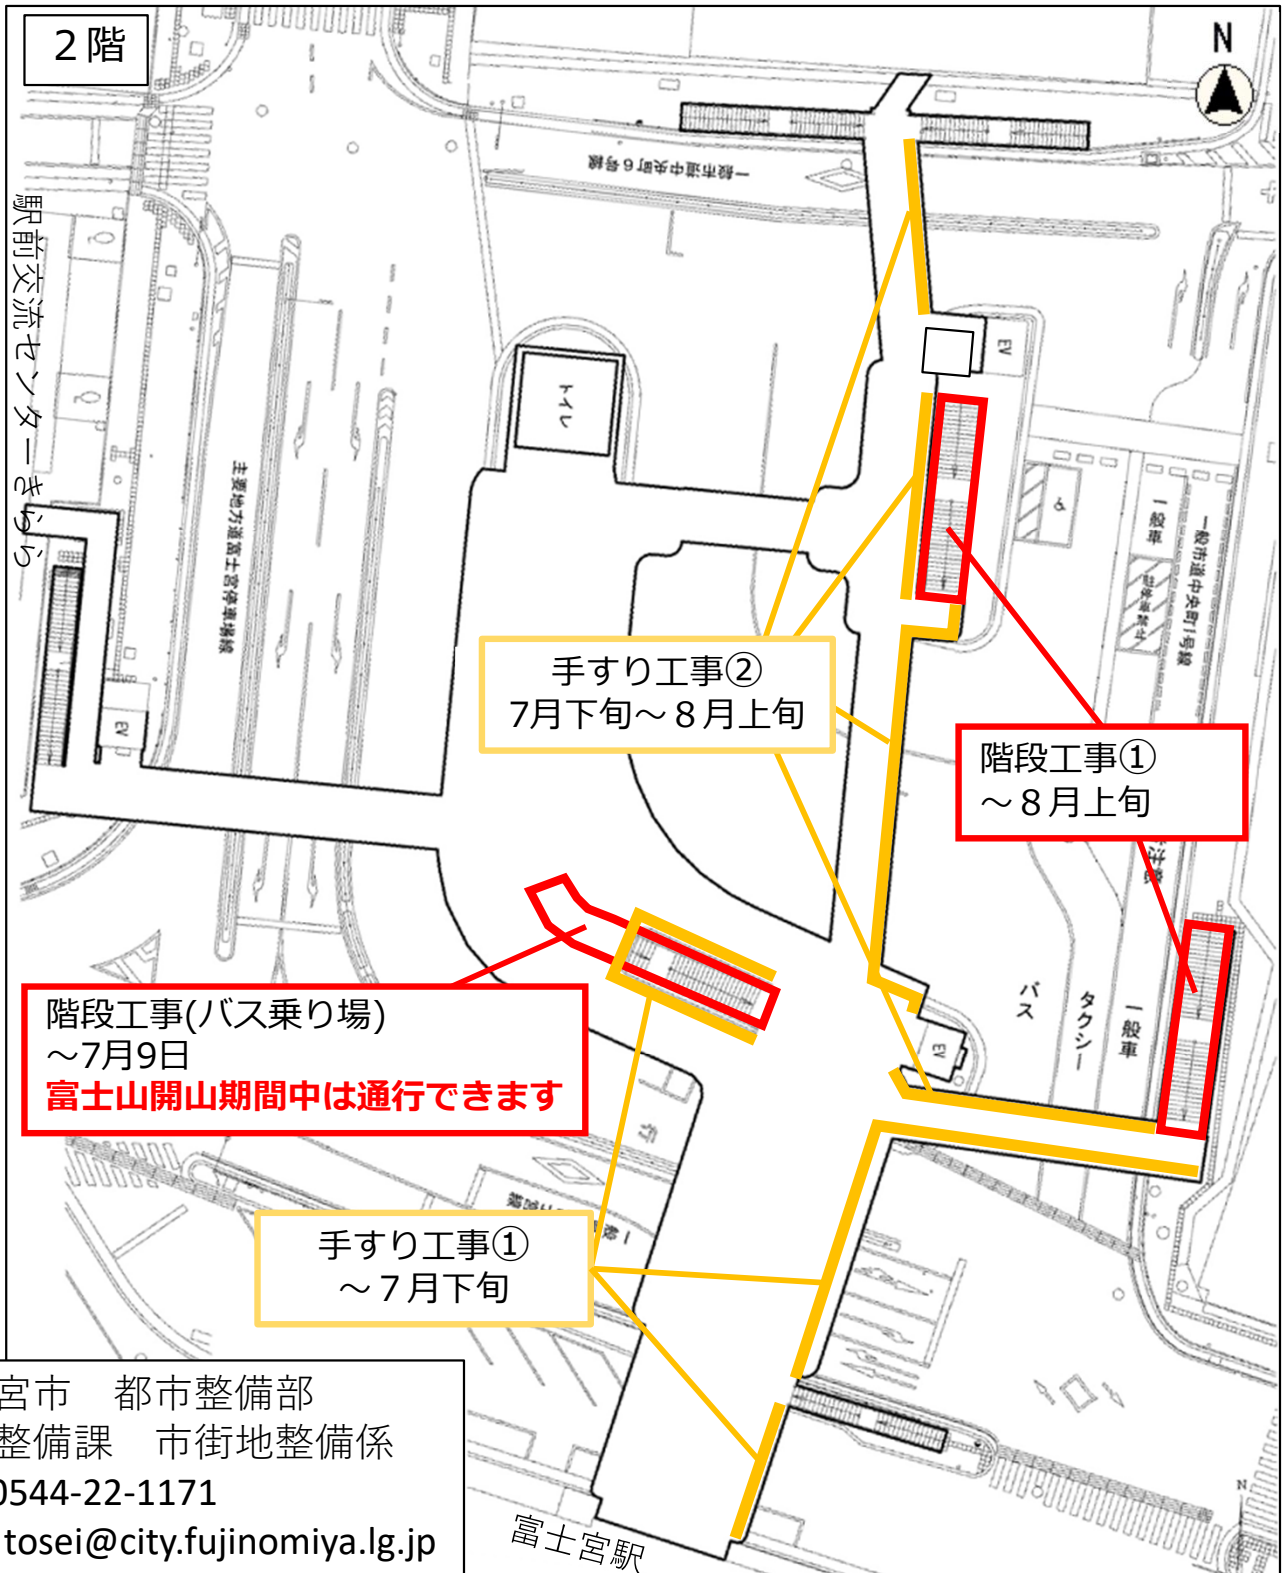 2階
N
一般市道中央町6号線
駅前交流センターきらら
EV
トイレ
主要地方道富士宮停車場線
一般車
一般市道中央町1号線
駐停車禁止
手すり工事②
7月下旬～８月上旬
階段工事①
～８月上旬
EV
階段工事(バス乗り場)
～7月9日
富士山開山期間中は通行できます
バス
タクシー
一般車
EV
手すり工事①
～７月下旬
宮市　都市整備部
整備課　市街地整備係
0544-22-1171
tosei@city.fujinomiya.lg.jp
富士宮駅
N